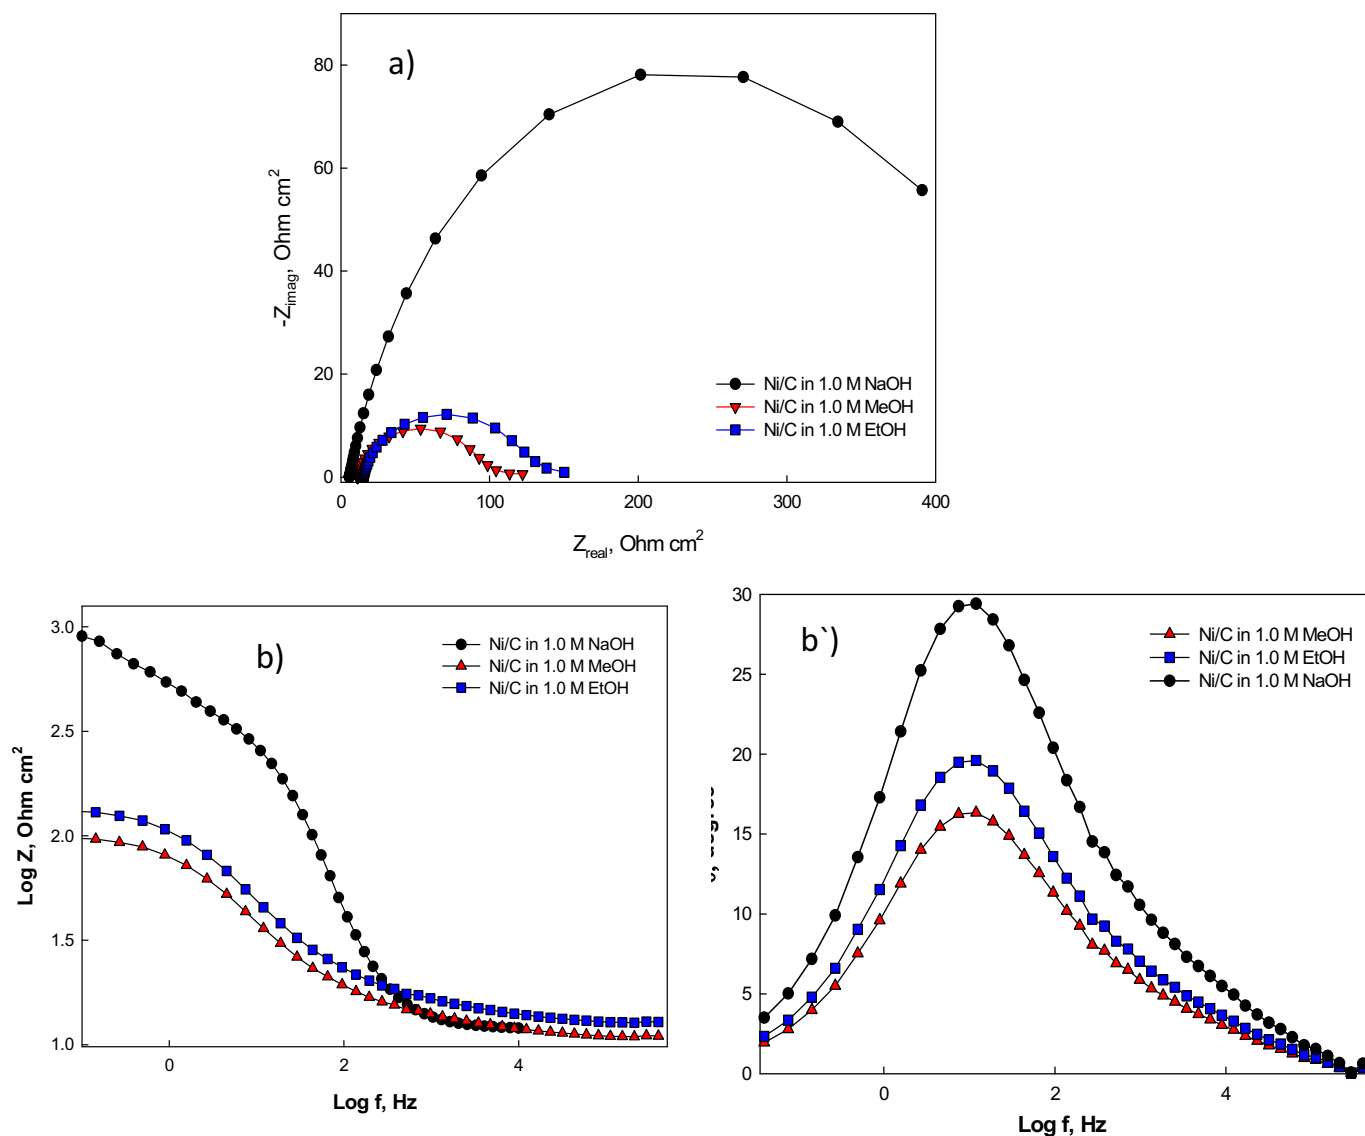 a)
80
60
40
20
0
-Z_imag, Ohm cm²
Ni/C in 1.0 M NaOH
Ni/C in 1.0 M MeOH
Ni/C in 1.0 M EtOH
0 100 200 300 400
Z_real, Ohm cm²
b)
3.0
2.5
2.0
1.5
1.0
Log Z, Ohm cm²
Ni/C in 1.0 M NaOH
Ni/C in 1.0 M MeOH
Ni/C in 1.0 M EtOH
0 2 4
Log f, Hz
b`)
30
25
20
15
10
5
0
Ni/C in 1.0 M MeOH
Ni/C in 1.0 M EtOH
Ni/C in 1.0 M NaOH
0 2 4
Log f, Hz